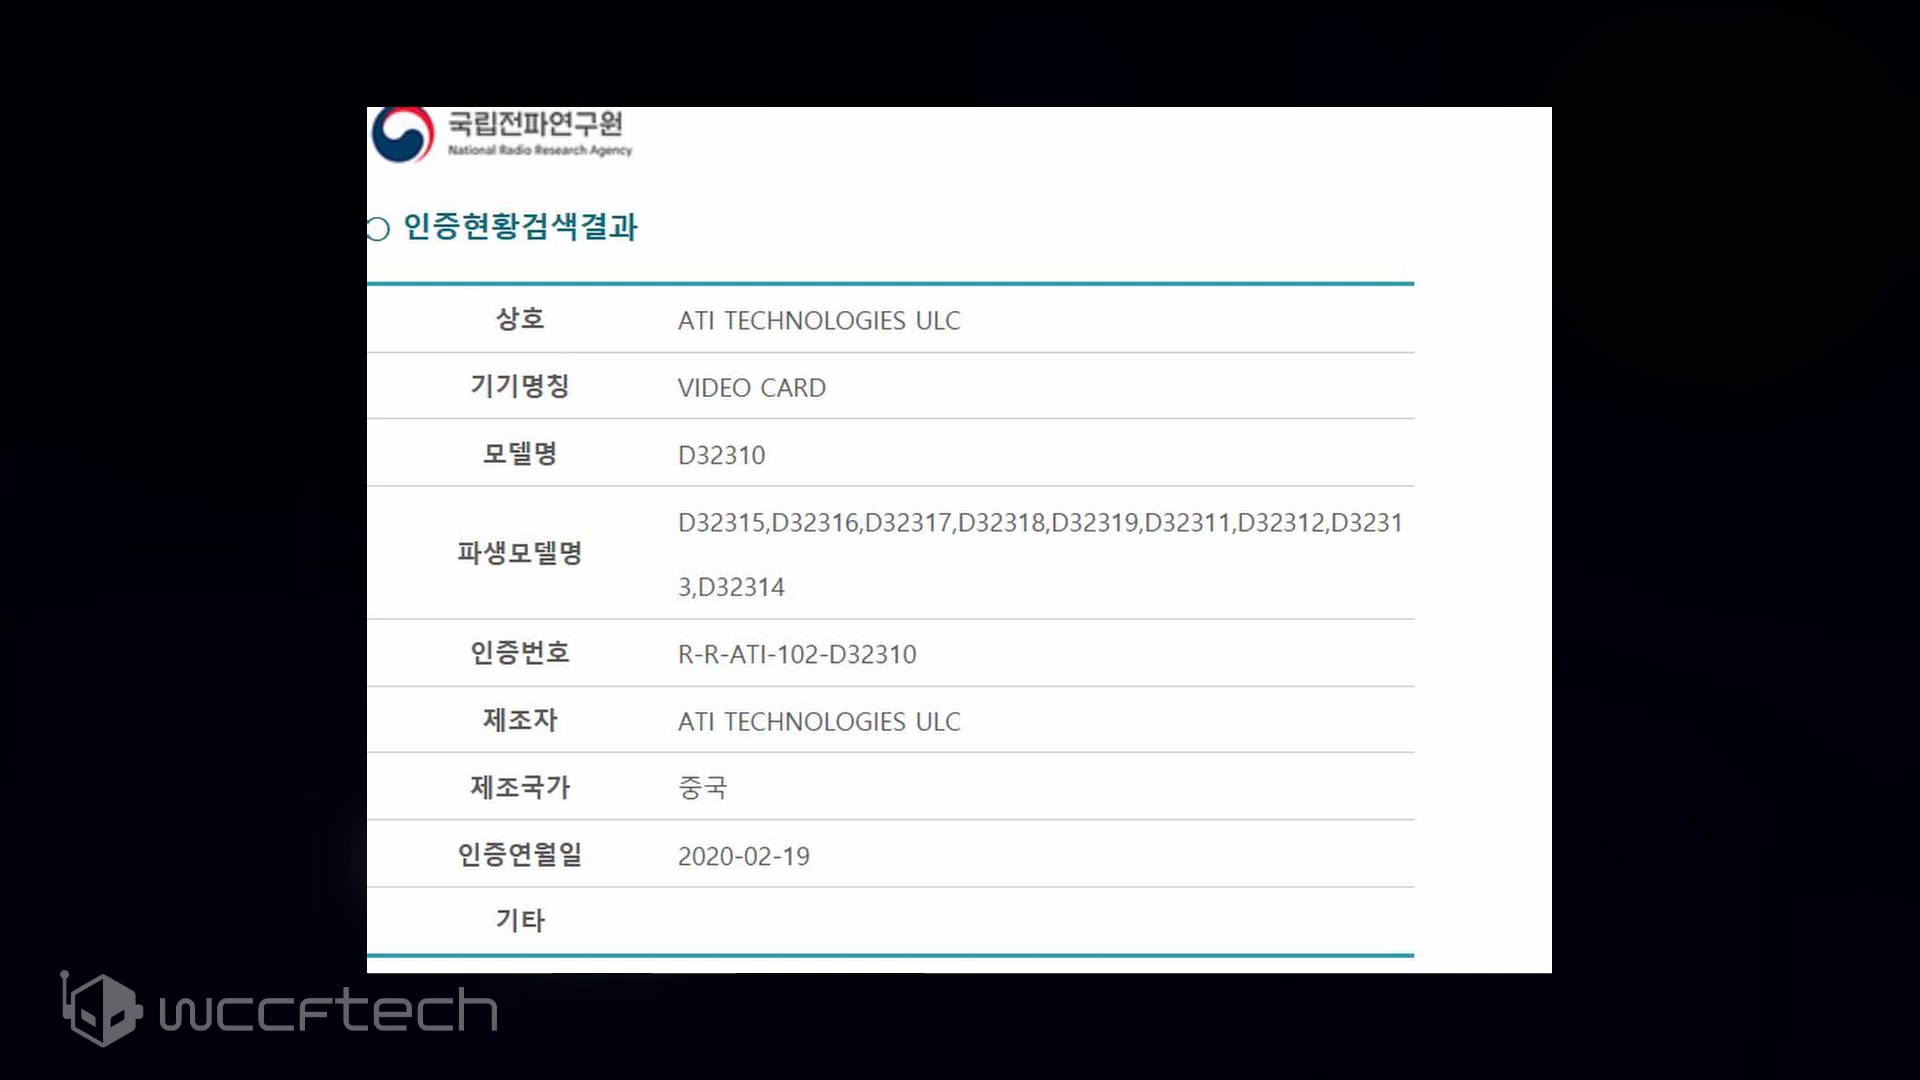 국립전파연구원
National Radio Research Agency
인증현황검색결과
상호 ATI TECHNOLOGIES ULC
기기명칭 VIDEO CARD
모델명 D32310
파생모델명 D32315,D32316,D32317,D32318,D32319,D32311,D32312,D3231
3,D32314
인증번호 R-R-ATI-102-D32310
제조자 ATI TECHNOLOGIES ULC
제조국가 중국
인증연월일 2020-02-19
기타
wccftech